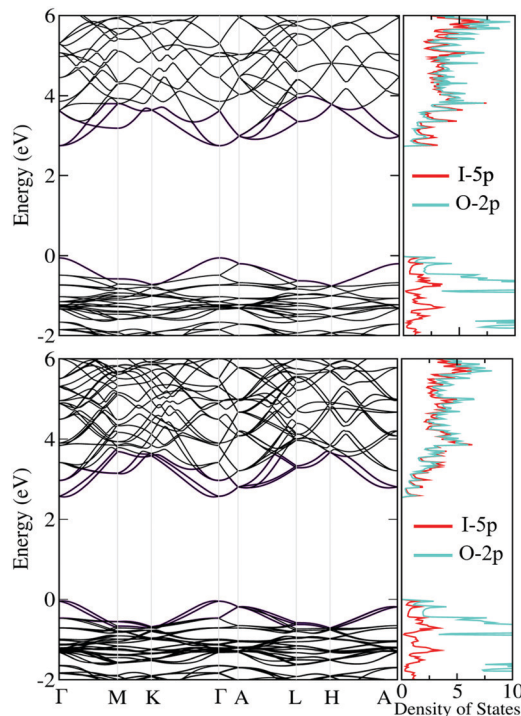 6
4
2
0
-2
Energy (eV)
I-5p
O-2p
6
4
2
0
-2
Energy (eV)
I-5p
O-2p
Γ M K Γ A L H A
0 5 10
Density of States